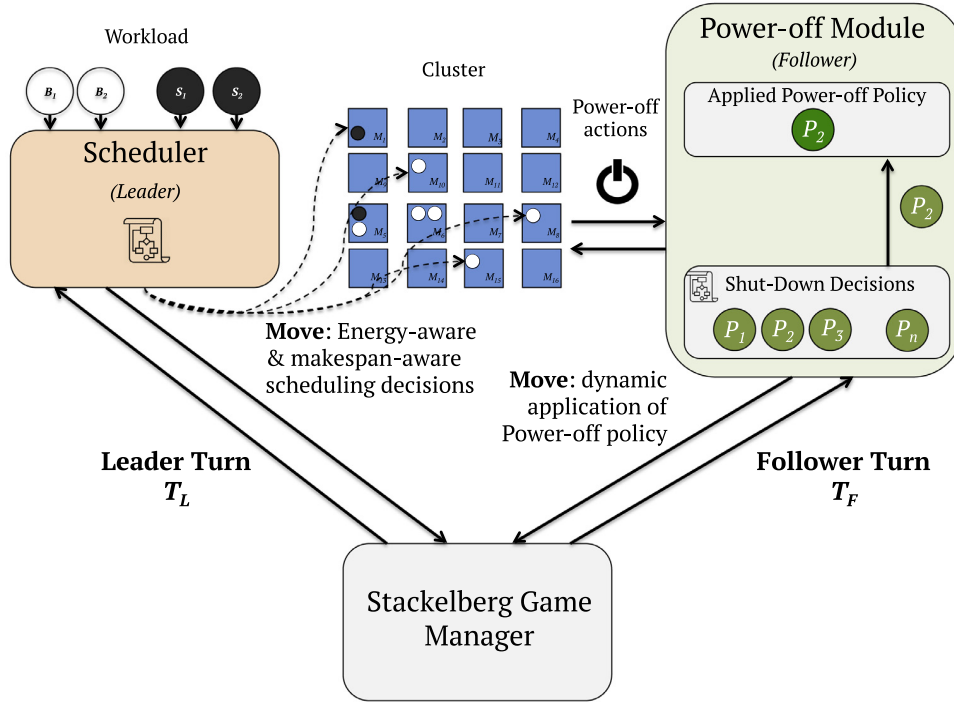 Workload
B1 B2 S1 S2
Scheduler
(Leader)
Cluster
M1 M2 M3 M4
M9 M10 M11 M12
M5 M6 M7 M8
M13 M14 M15 M16
Power-off
actions
Power-off Module
(Follower)
Applied Power-off Policy
P2
P2
Shut-Down Decisions
P1 P2 P3 Pn
Move: Energy-aware
& makespan-aware
scheduling decisions
Move: dynamic
application of
Power-off policy
Leader Turn
TL
Follower Turn
TF
Stackelberg Game
Manager